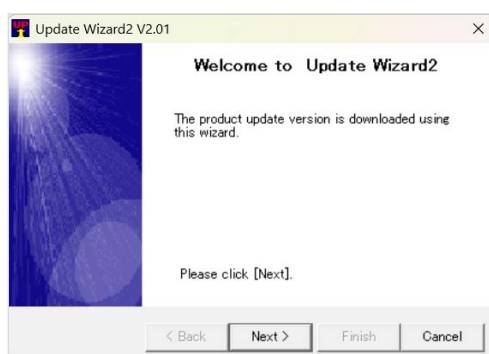 UP
Update Wizard2 V2.01
Welcome to Update Wizard2
The product update version is downloaded using
this wizard.
Please click [Next].
< Back Next > Finish Cancel